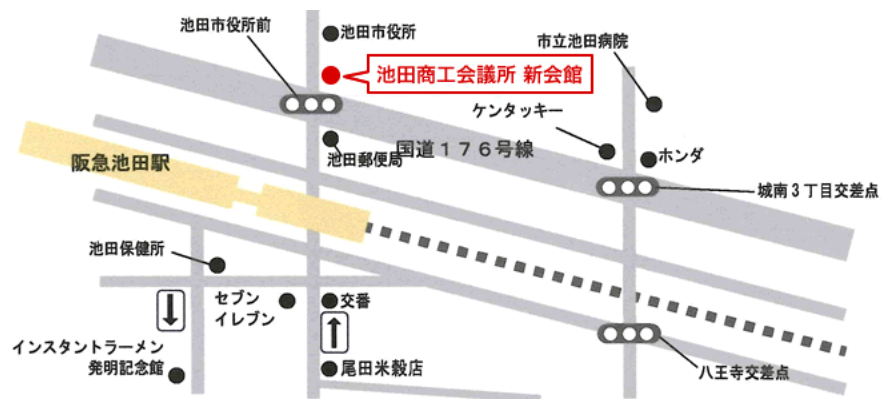 池田市役所前
池田市役所
市立池田病院
池田商工会議所 新会館
ケンタッキー
池田郵便局
国道１７６号線
ホンダ
阪急池田駅
城南３丁目交差点
池田保健所
セブン
イレブン
交番
インスタントラーメン
発明記念館
尾田米穀店
八王寺交差点